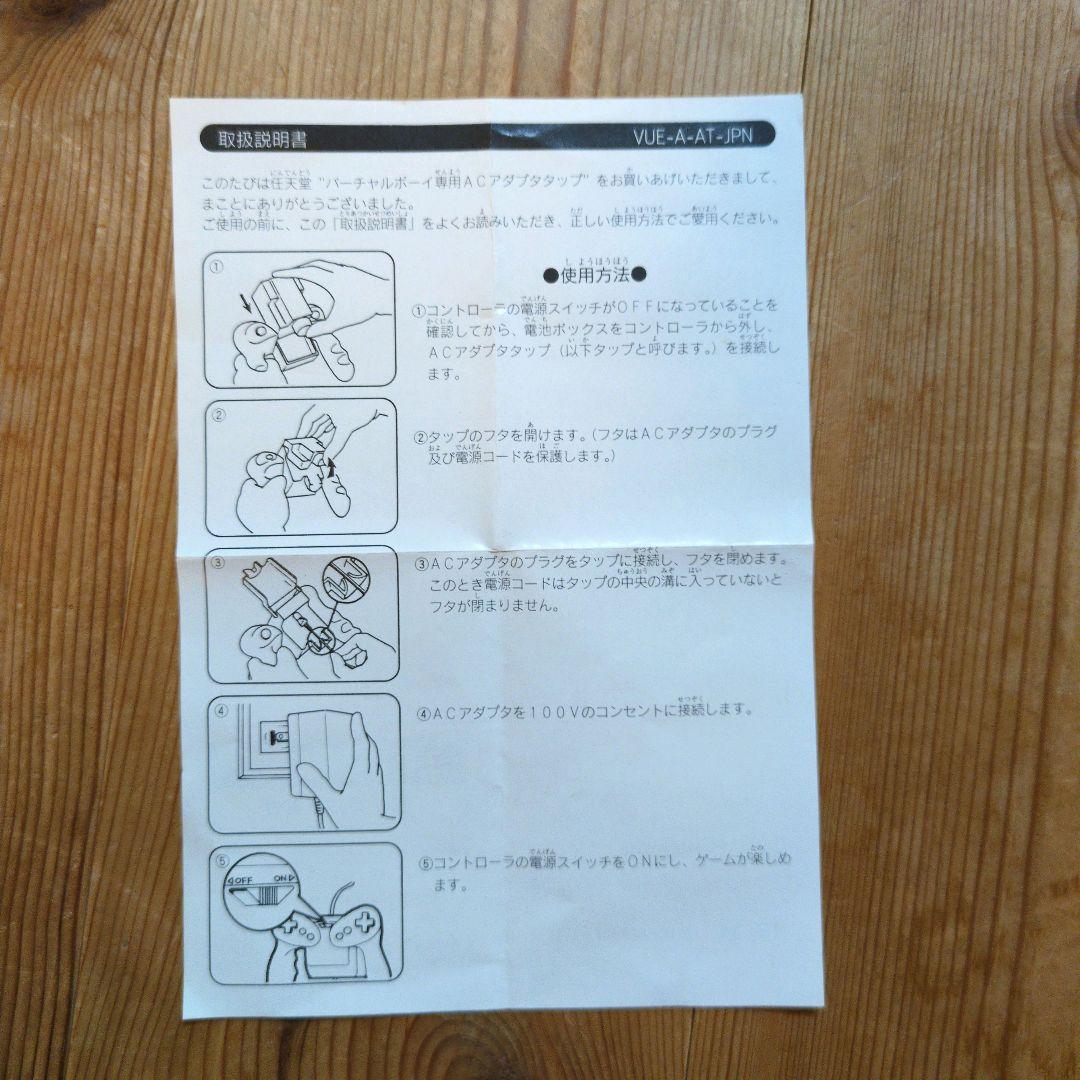 取扱説明書 VUE-A-AT-JPN
このたびは任天堂"バーチャルボーイ専用ACアダプタタップ"をお買いあげいただきまして、
まことにありがとうございました。
ご使用の前に、この「取扱説明書」をよくお読みいただき、正しい使用方法でご愛用ください。
●使用方法●
①
①コントローラの電源スイッチがOFFになっていることを
確認してから、電池ボックスをコントローラから外し、
ACアダプタタップ(以下タップと呼びます。)を接続し
ます。
②
②タップのフタを開けます。(フタはACアダプタのプラグ
及び電源コードを保護します。)
③
③ACアダプタのプラグをタップに接続し、フタを閉めます。
このとき電源コードはタップの中央の溝に入っていないと
フタが閉まりません。
④
④ACアダプタを100Vのコンセントに接続します。
⑤
◁OFF ON▷
⑤コントローラの電源スイッチをONにし、ゲームが楽しめ
ます。